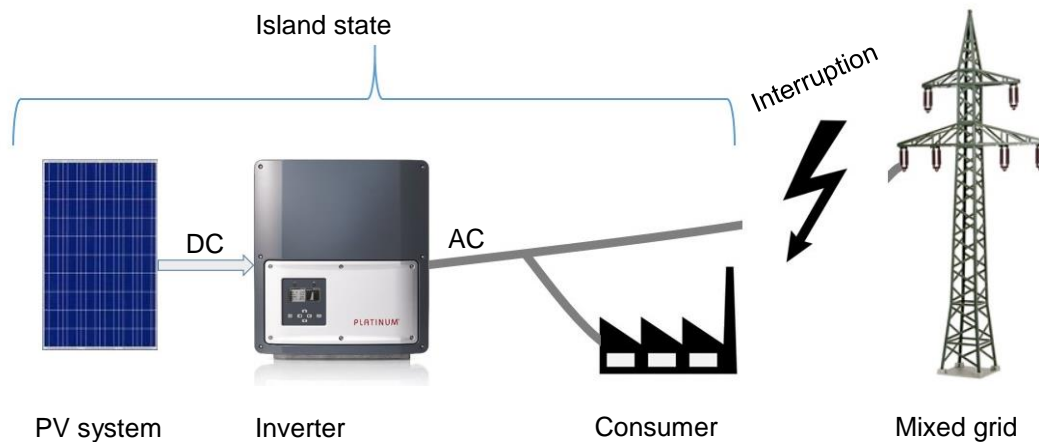 Island state
Interruption
DC
AC
PLATINUM
PV system
Inverter
Consumer
Mixed grid